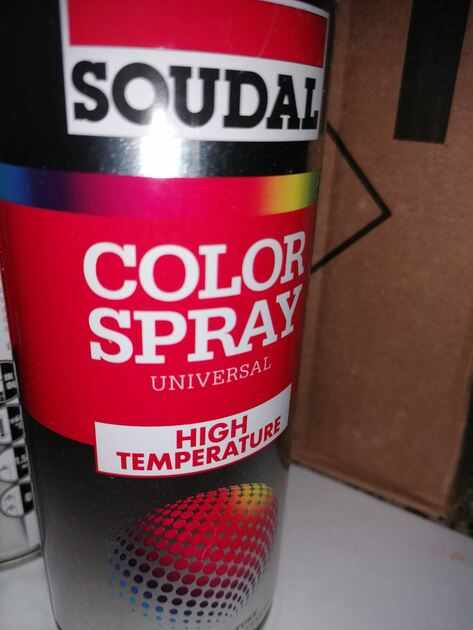 SOUDAL
COLOR
SPRAY
UNIVERSAL
HIGH
TEMPERATURE